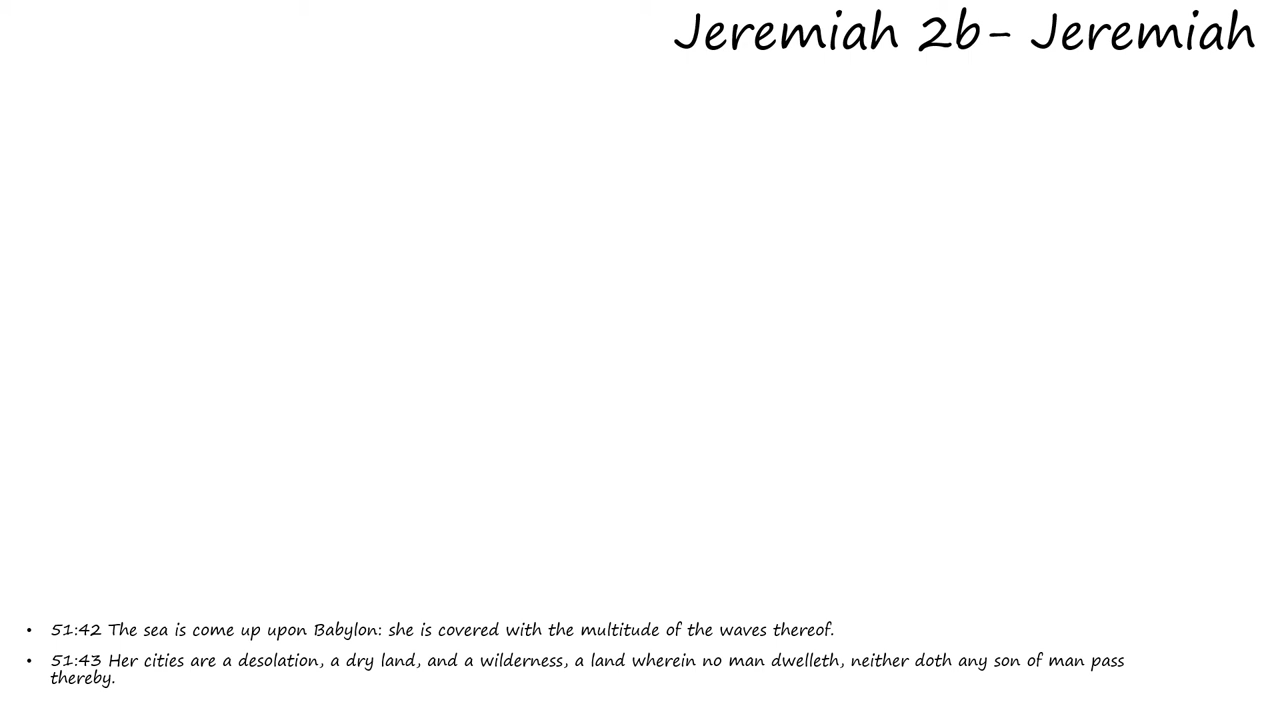 Jeremiah 2b- Jeremiah
• 51:42 The sea is come up upon Babylon: she is covered with the multitude of the waves thereof.
• 51:43 Her cities are a desolation, a dry land, and a wilderness, a land wherein no man dwelleth, neither doth any son of man pass
thereby.